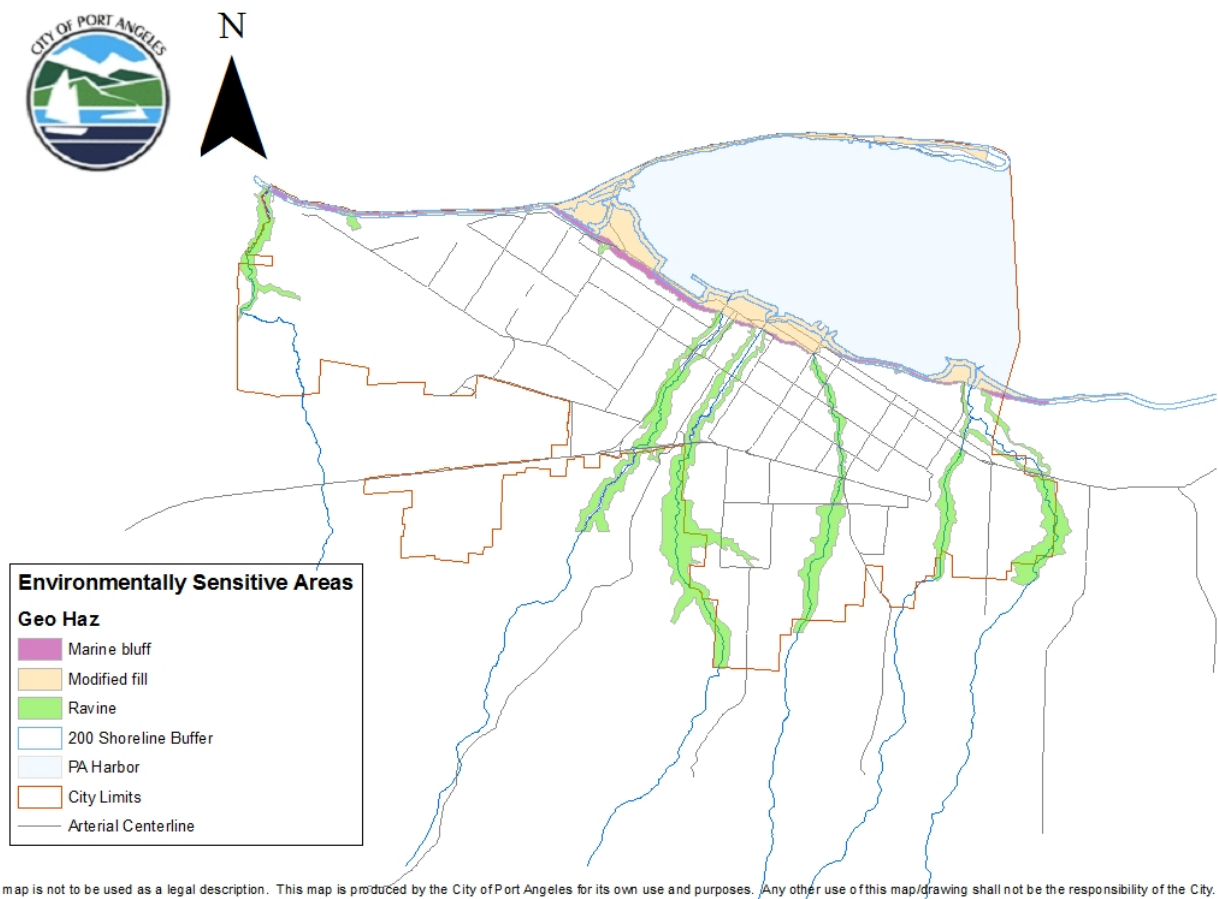 CITY OF PORT ANGELES
N
Environmentally Sensitive Areas
Geo Haz
Marine bluff
Modified fill
Ravine
200 Shoreline Buffer
PA Harbor
City Limits
Arterial Centerline
map is not to be used as a legal description. This map is produced by the City of Port Angeles for its own use and purposes. Any other use of this map/drawing shall not be the responsibility of the City.